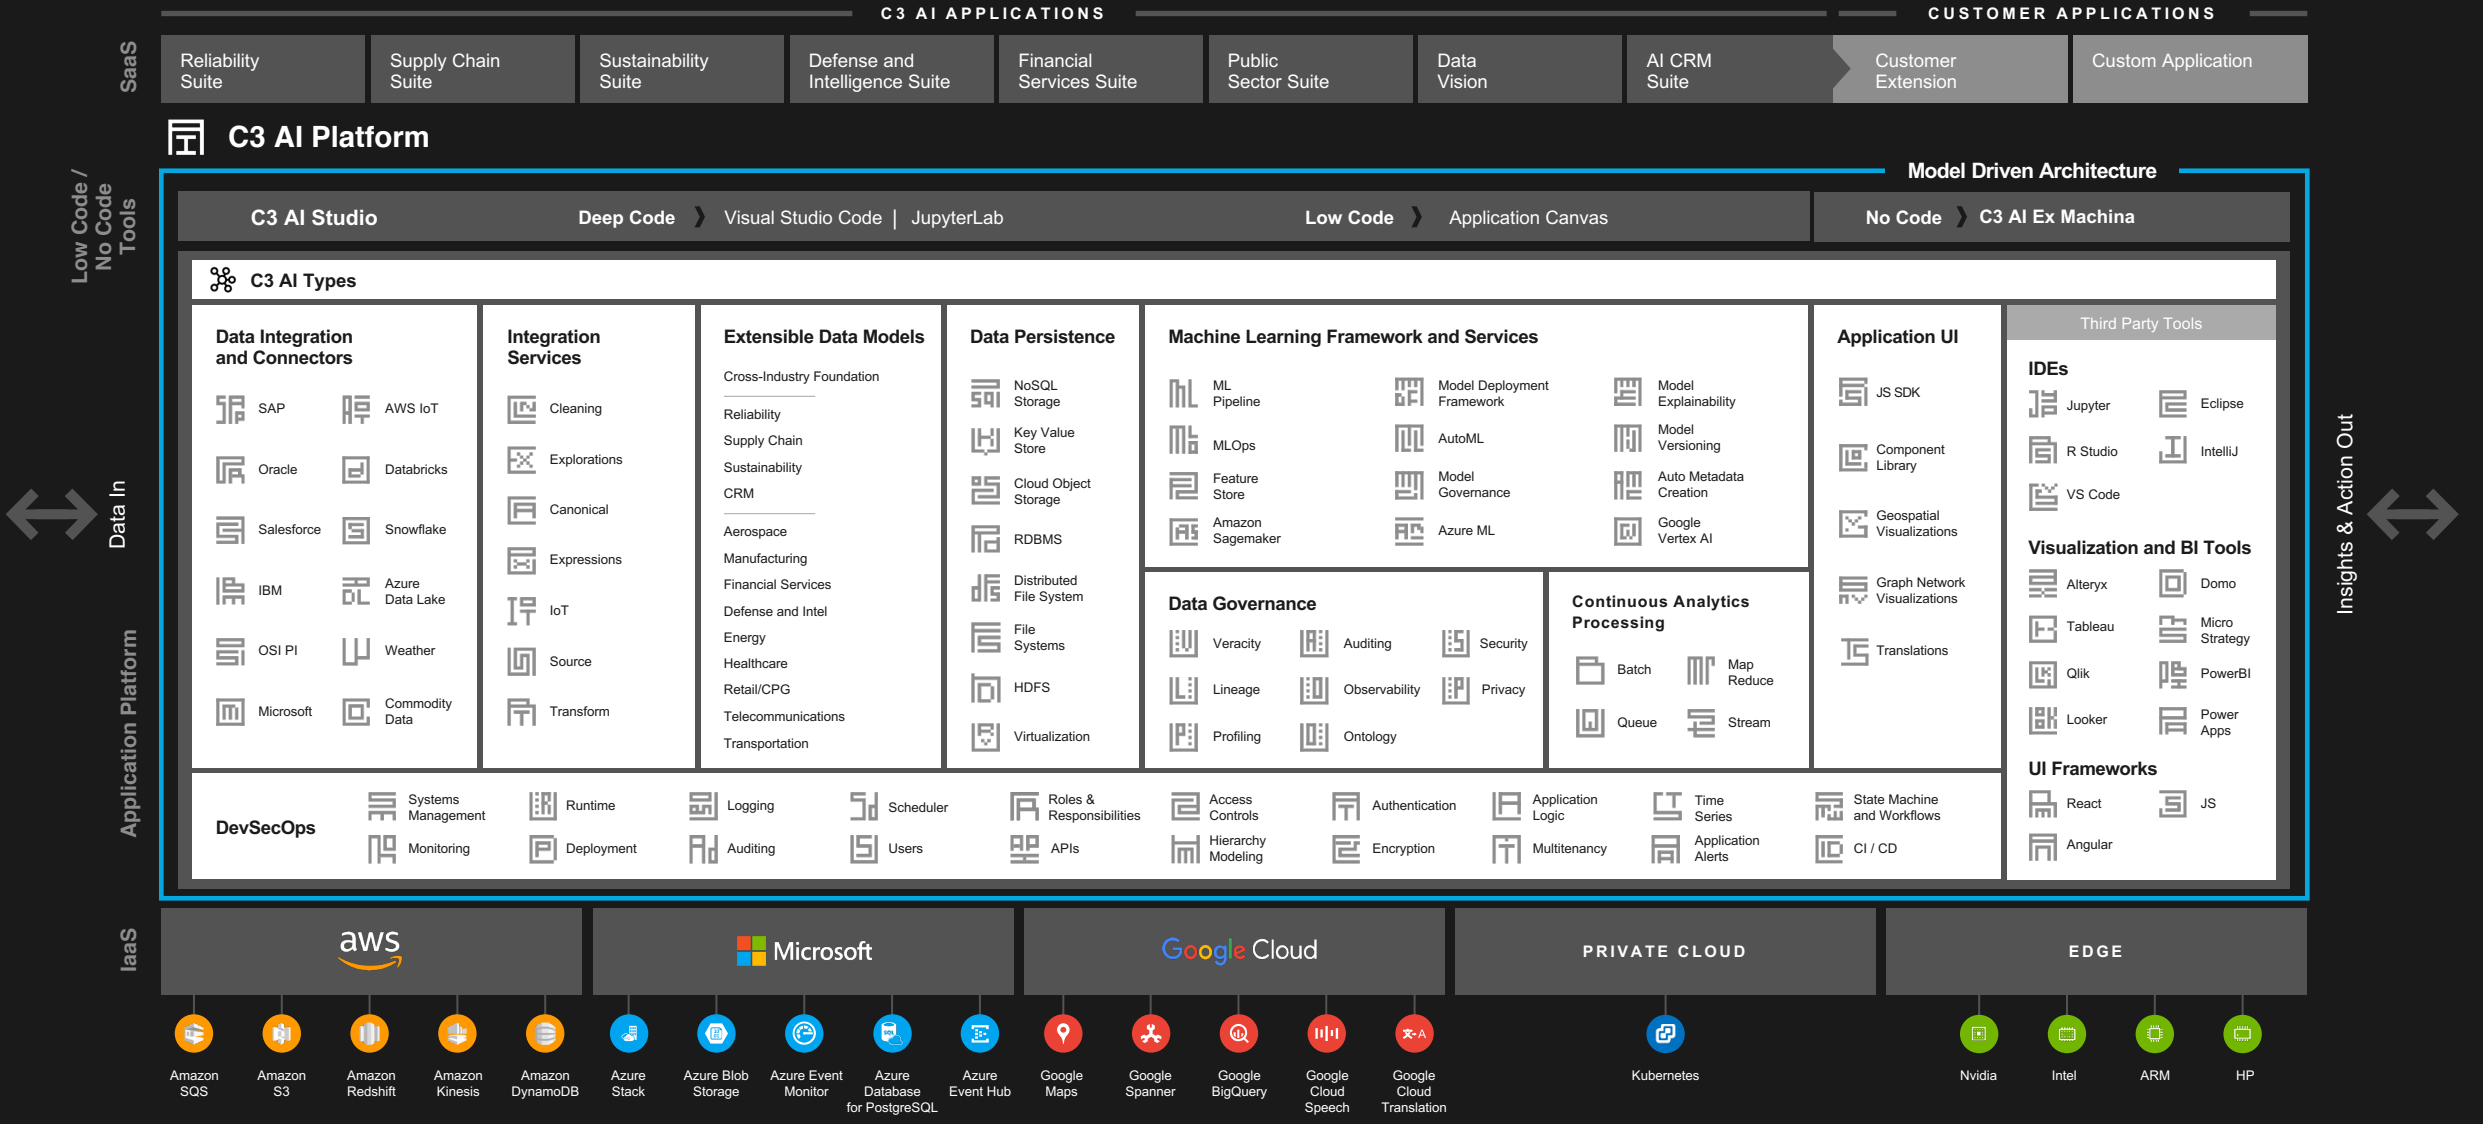 C3 AI APPLICATIONS
CUSTOMER APPLICATIONS
SaaS
Reliability
Suite
Supply Chain
Suite
Sustainability
Suite
Defense and
Intelligence Suite
Financial
Services Suite
Public
Sector Suite
Data
Vision
AI CRM
Suite
Customer
Extension
Custom Application
C3 AI Platform
Model Driven Architecture
Low Code /
No Code
Tools
C3 AI Studio
Deep Code
Visual Studio Code | JupyterLab
Low Code
Application Canvas
No Code
C3 AI Ex Machina
Data In
Application Platform
C3 AI Types
Data Integration
and Connectors
SAP
AWS IoT
Oracle
Databricks
Salesforce
Snowflake
IBM
Azure
Data Lake
OSI PI
Weather
Microsoft
Commodity
Data
Integration
Services
Cleaning
Explorations
Canonical
Expressions
IoT
Source
Transform
Extensible Data Models
Cross-Industry Foundation
Reliability
Supply Chain
Sustainability
CRM
Aerospace
Manufacturing
Financial Services
Defense and Intel
Energy
Healthcare
Retail/CPG
Telecommunications
Transportation
Data Persistence
NoSQL
Storage
Key Value
Store
Cloud Object
Storage
RDBMS
Distributed
File System
File
Systems
HDFS
Virtualization
Machine Learning Framework and Services
ML
Pipeline
Model Deployment
Framework
Model
Explainability
MLOps
AutoML
Model
Versioning
Feature
Store
Model
Governance
Auto Metadata
Creation
Amazon
Sagemaker
Azure ML
Google
Vertex AI
Data Governance
Veracity
Auditing
Security
Lineage
Observability
Privacy
Profiling
Ontology
Continuous Analytics
Processing
Batch
Map
Reduce
Queue
Stream
Application UI
JS SDK
Component
Library
Geospatial
Visualizations
Graph Network
Visualizations
Translations
Third Party Tools
IDEs
Jupyter
Eclipse
R Studio
IntelliJ
VS Code
Visualization and BI Tools
Alteryx
Domo
Tableau
Micro
Strategy
Qlik
PowerBI
Looker
Power
Apps
UI Frameworks
React
JS
Angular
Insights & Action Out
DevSecOps
Systems
Management
Runtime
Logging
Scheduler
Roles &
Responsibilities
Access
Controls
Authentication
Application
Logic
Time
Series
State Machine
and Workflows
Monitoring
Deployment
Auditing
Users
APIs
Hierarchy
Modeling
Encryption
Multitenancy
Application
Alerts
CI / CD
IaaS
aws
Microsoft
Google Cloud
PRIVATE CLOUD
EDGE
Amazon
SQS
Amazon
S3
Amazon
Redshift
Amazon
Kinesis
Amazon
DynamoDB
Azure
Stack
Azure Blob
Storage
Azure Event
Monitor
Azure
Database
for PostgreSQL
Azure
Event Hub
Google
Maps
Google
Spanner
Google
BigQuery
Google
Cloud
Speech
Google
Cloud
Translation
Kubernetes
Nvidia
Intel
ARM
HP